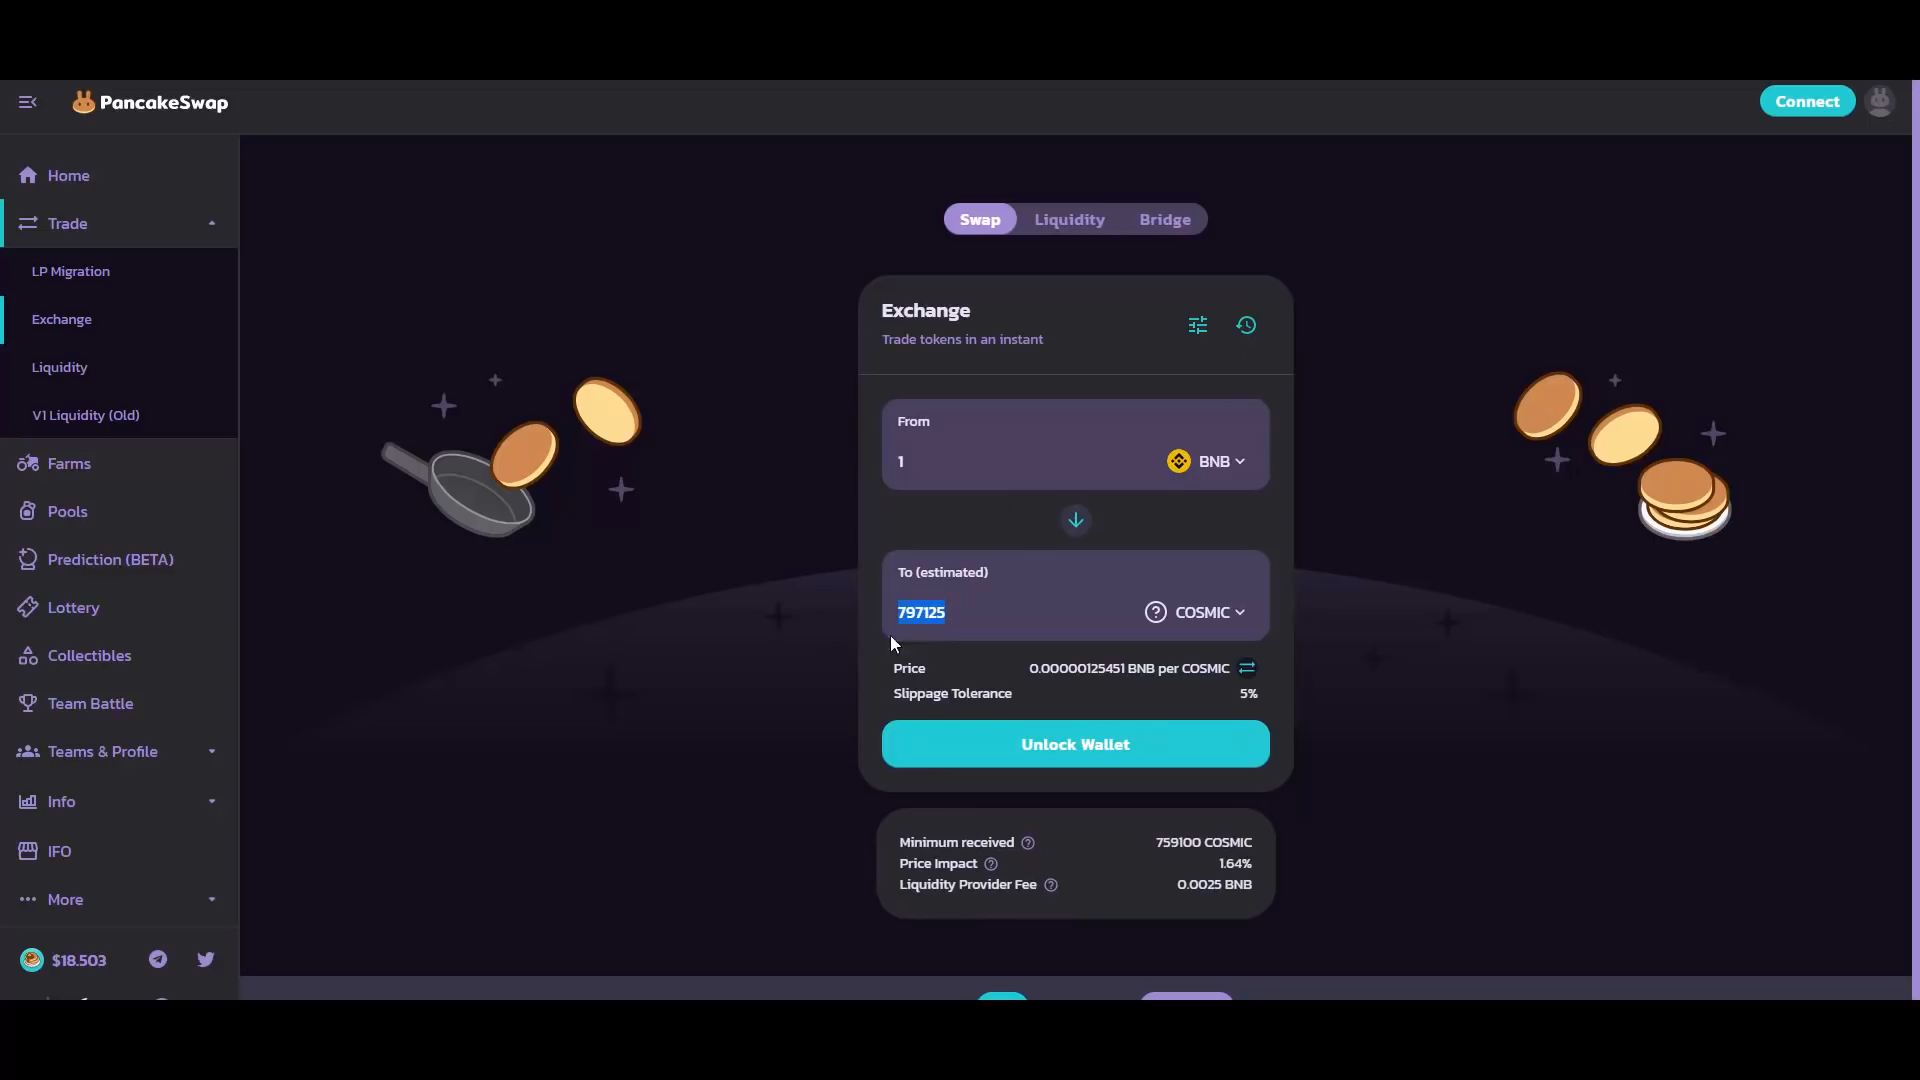 PancakeSwap
Connect
Home
Trade
LP Migration
Exchange
Liquidity
V1 Liquidity (Old)
Farms
Pools
Prediction (BETA)
Lottery
Collectibles
Team Battle
Teams & Profile
Info
IFO
More
$18.503
Swap Liquidity Bridge
Exchange
Trade tokens in an instant
From
1 BNB
To (estimated)
797125 COSMIC
Price 0.00000125451 BNB per COSMIC
Slippage Tolerance 5%
Unlock Wallet
Minimum received 759100 COSMIC
Price Impact 1.64%
Liquidity Provider Fee 0.0025 BNB